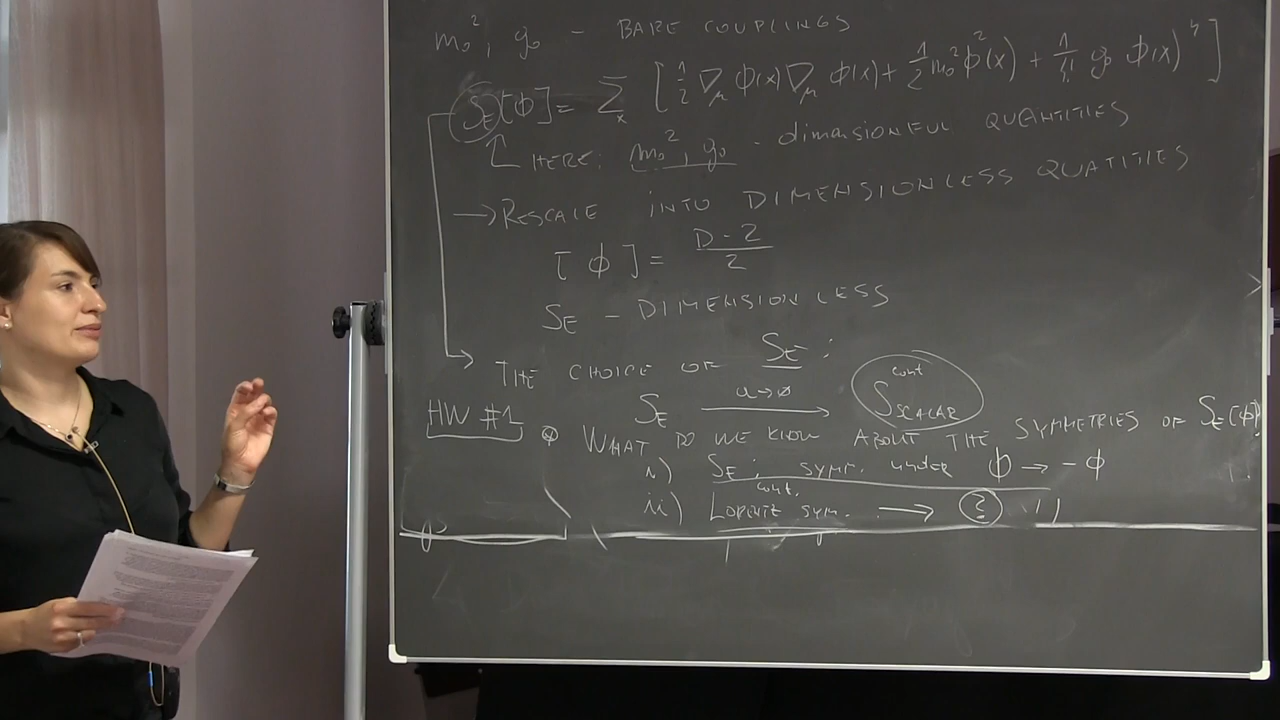 m₀², g₀ - BARE COUPLINGS
S_E[ϕ] = Σ_x [ 1/2 ∇_μ ϕ(x) ∇_μ ϕ(x) + 1/2 m₀² ϕ²(x) + 1/4! g₀ ϕ(x)⁴ ]
HERE: m₀², g₀ - dimensionful QUANTITIES
→ RESCALE INTO DIMENSIONLESS QUATITIES
[ϕ] = D-2/2
S_E - DIMENSIONLESS
THE CHOICE OF S_E:
HW #1 S_E a→0 S^cont_SCALAR
WHAT DO WE KNOW ABOUT THE SYMMETRIES OF S_E[ϕ]
i) S_E: SYMM. under ϕ → -ϕ
ii) LORENTZ cont. sym. → ?